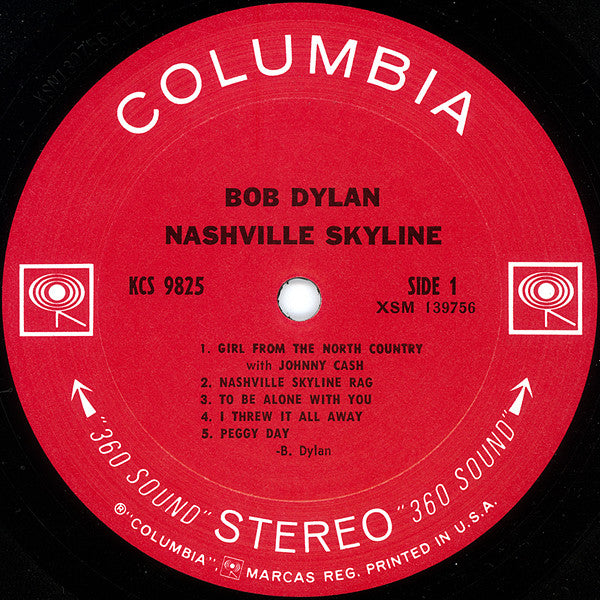 COLUMBIA
BOB DYLAN
NASHVILLE SKYLINE
KCS 9825
SIDE 1
XSM 139756
1. GIRL FROM THE NORTH COUNTRY
with JOHNNY CASH
2. NASHVILLE SKYLINE RAG
3. TO BE ALONE WITH YOU
4. I THREW IT ALL AWAY
5. PEGGY DAY
-B. Dylan
"360 SOUND" STEREO "360 SOUND"
® "COLUMBIA", MARCAS REG. PRINTED IN U.S.A.